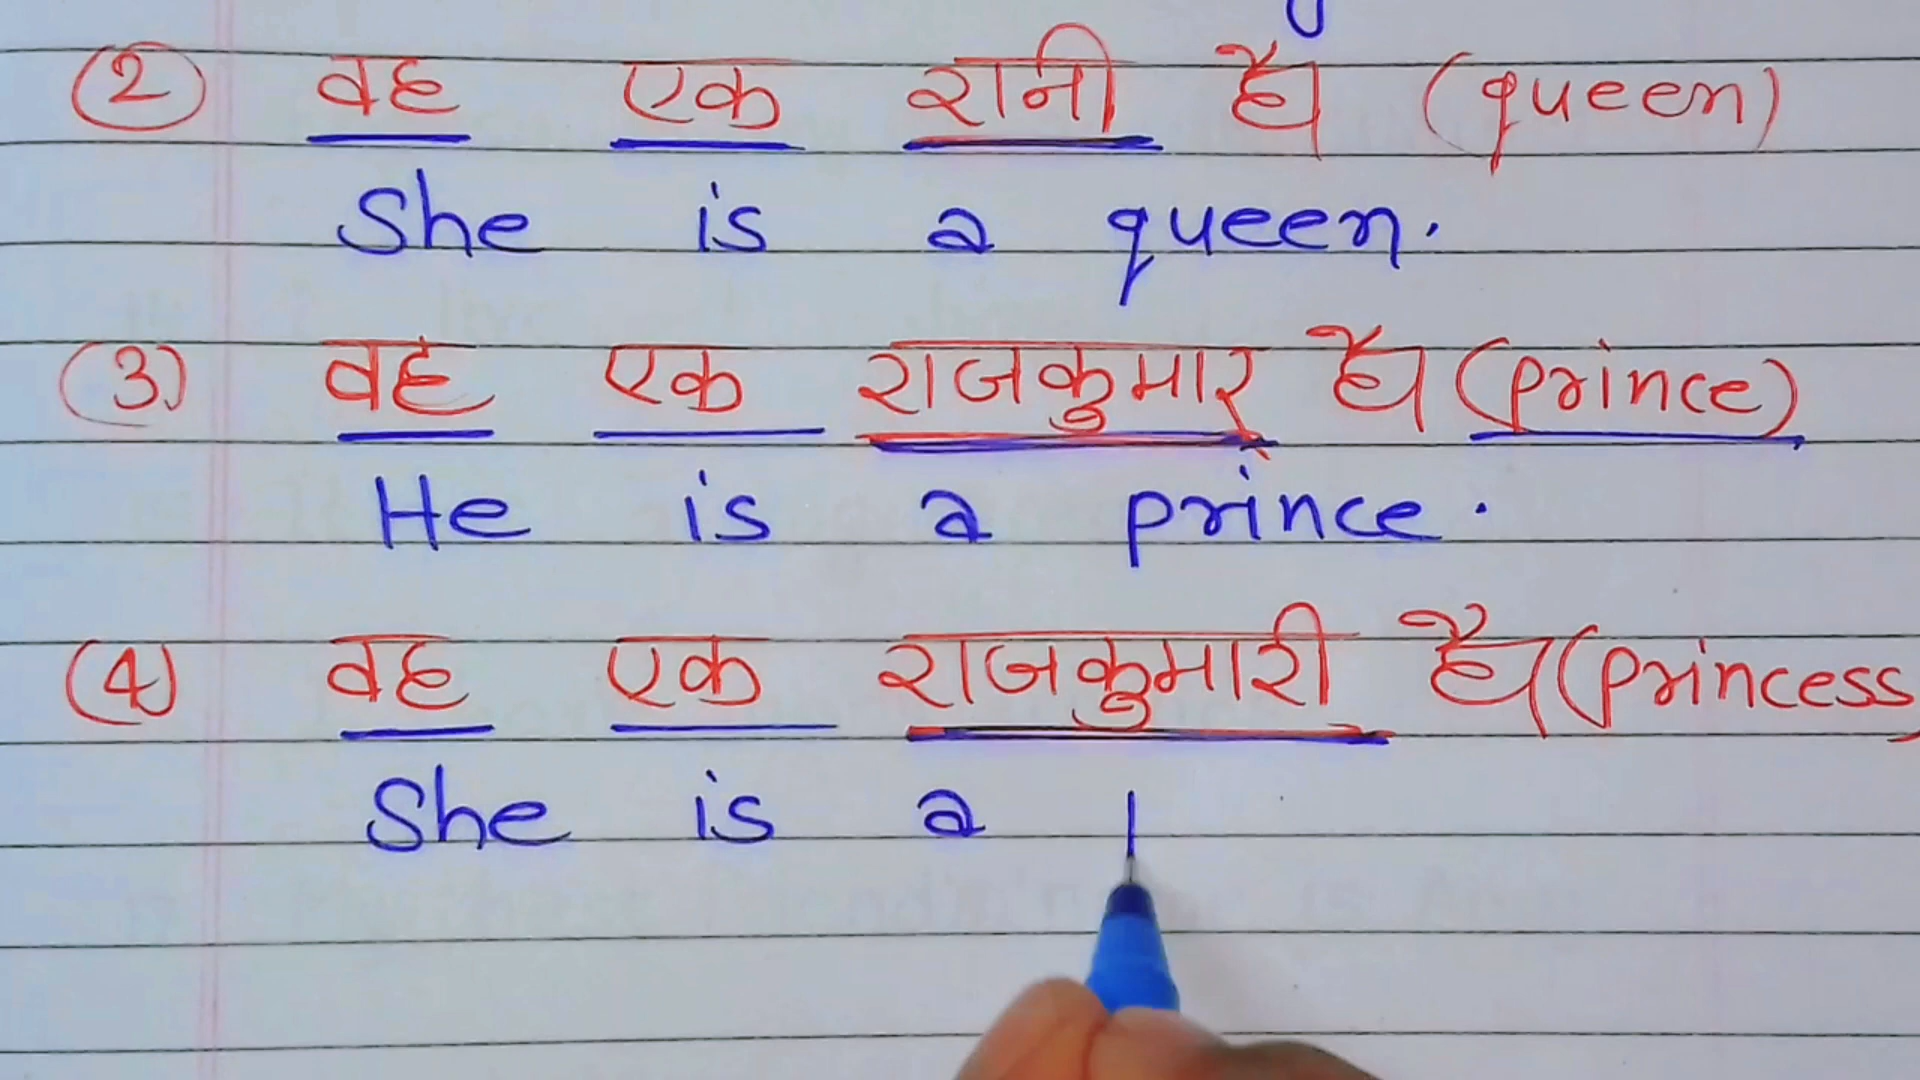 (2) वह एक रानी है (queen)
She is a queen.
(3) वह एक राजकुमार है (prince)
He is a prince.
(4) वह एक राजकुमारी है (princess)
She is a